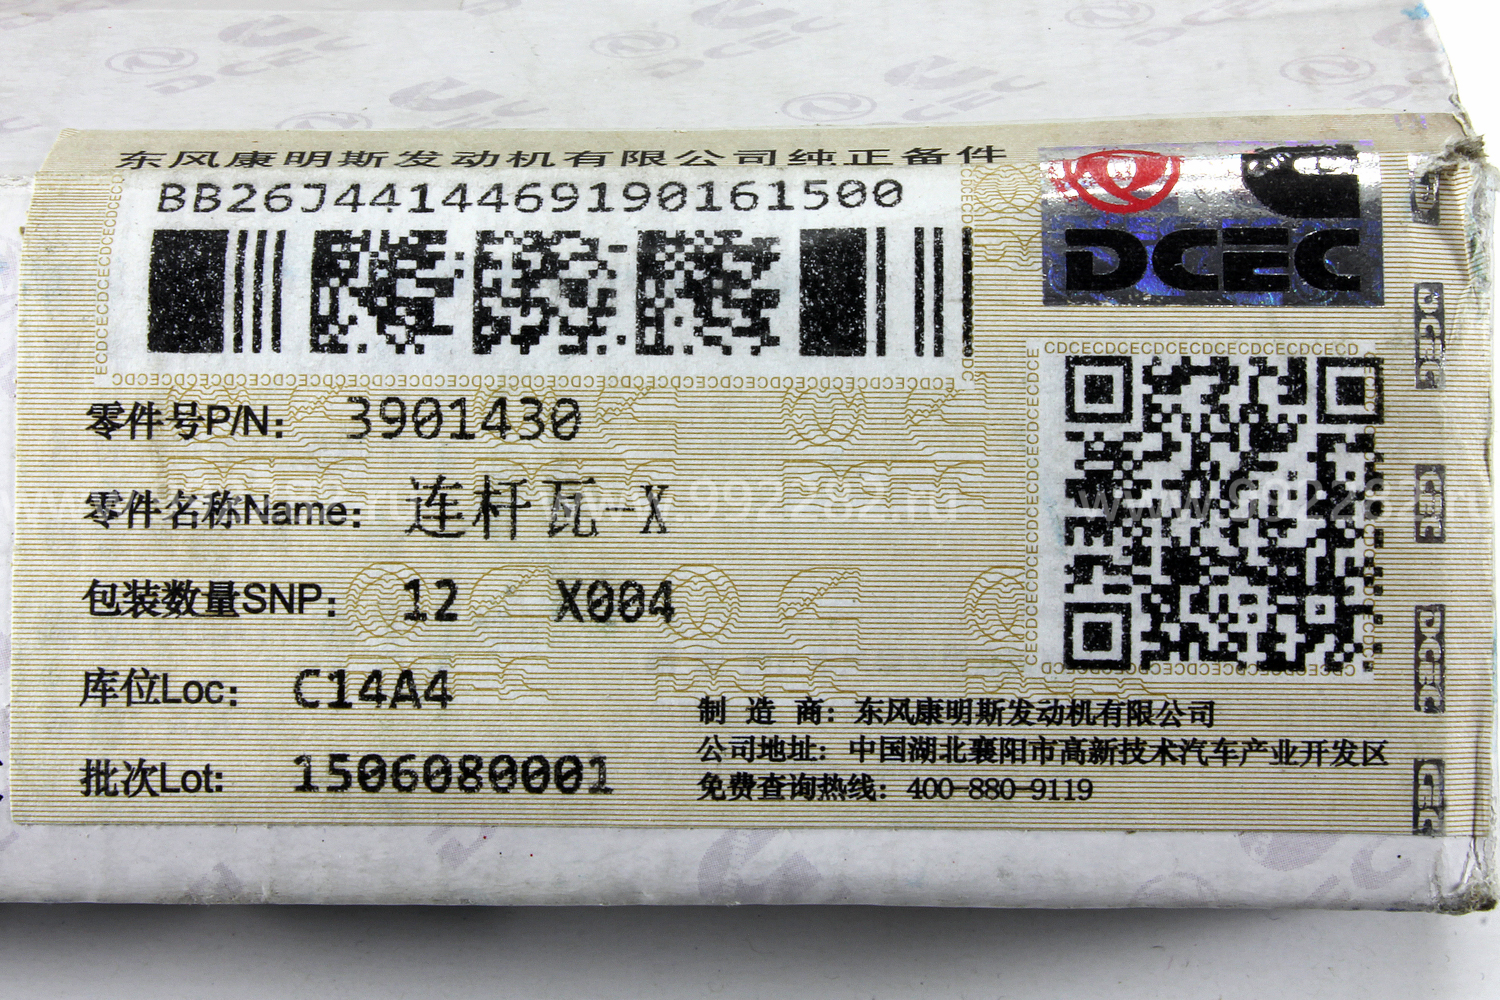 东风康明斯发动机有限公司纯正备件
BB26J4414469190161500
DCEC
CDCECDCECDCECDCECDCECDCECD
零件号P/N: 3901430
零件名称Name: 连杆瓦-X
包装数量SNP: 12 X004
库位Loc: C14A4
批次Lot: 1506080001
制 造 商: 东风康明斯发动机有限公司
公司地址: 中国湖北襄阳市高新技术汽车产业开发区
免费查询热线: 400-880-9119
www.992262.ru